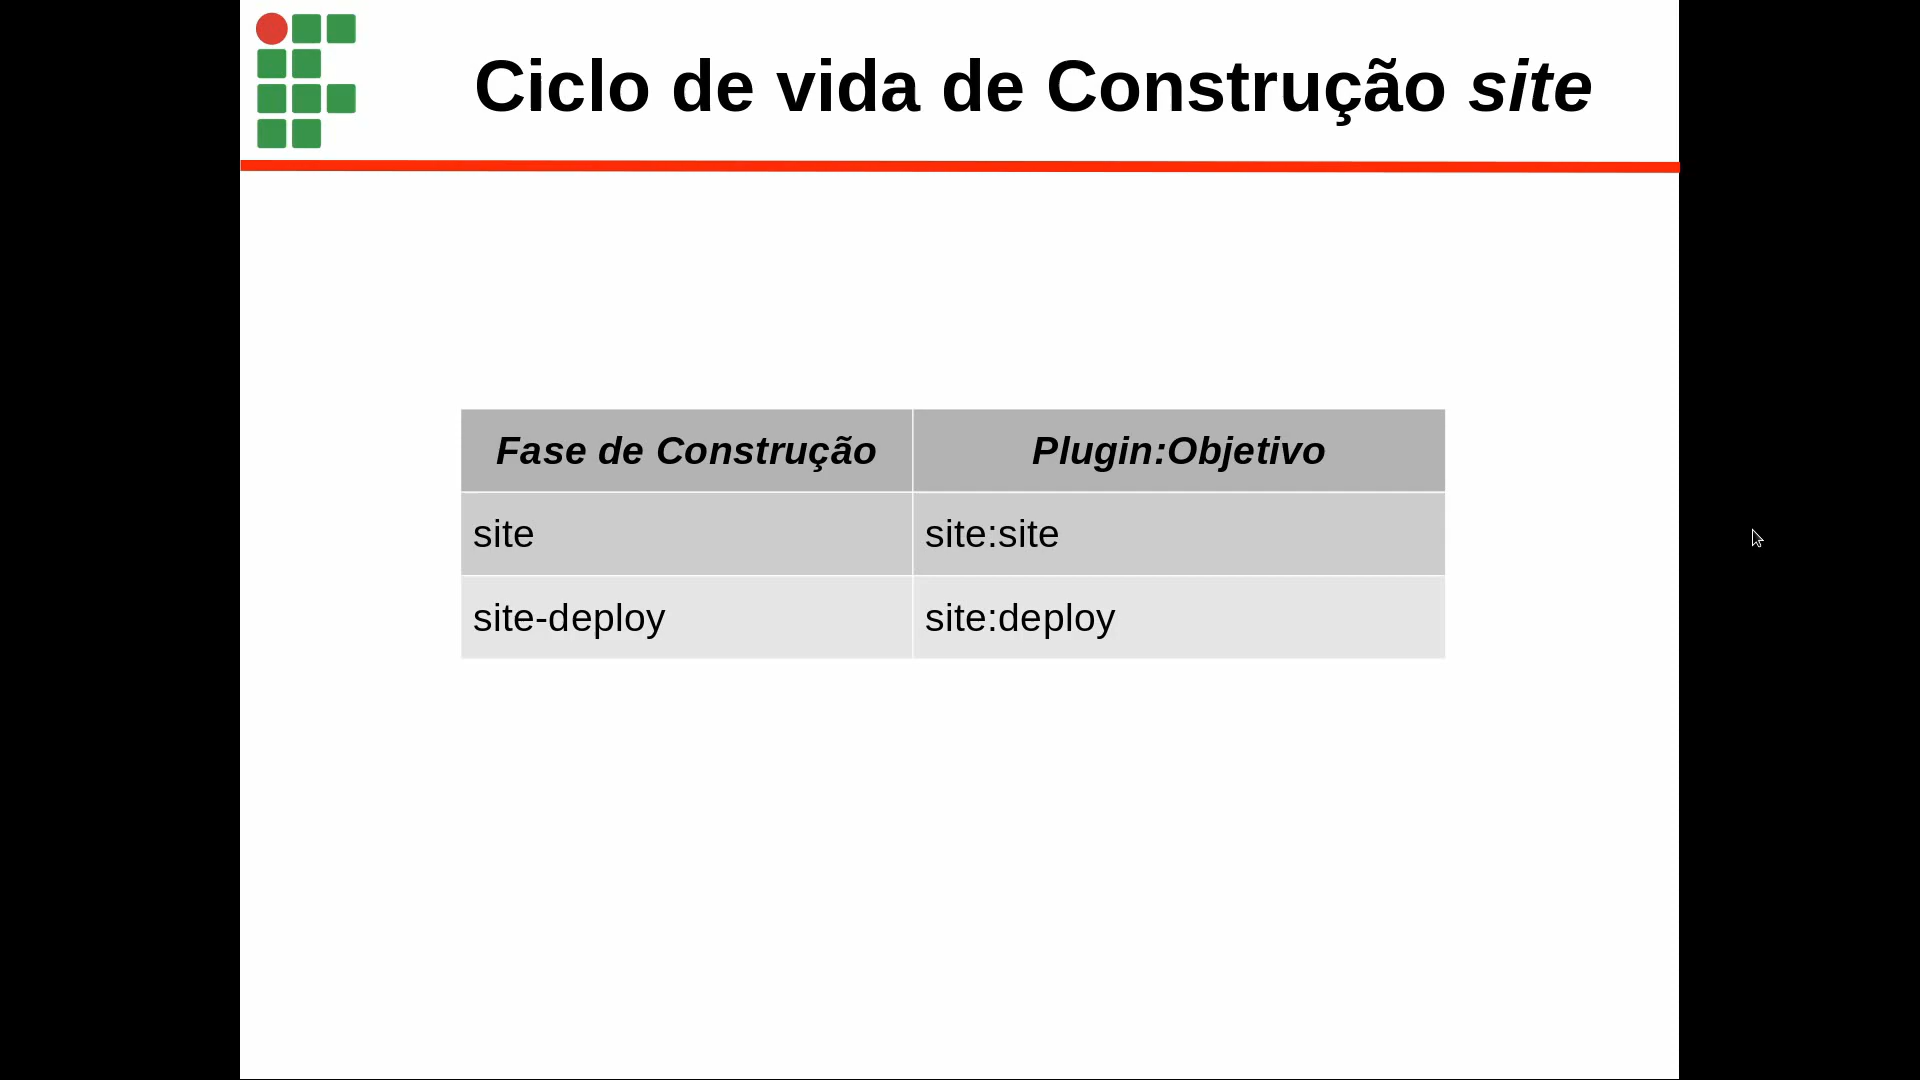 Ciclo de vida de Construção site
Fase de Construção Plugin:Objetivo
site site:site
site-deploy site:deploy